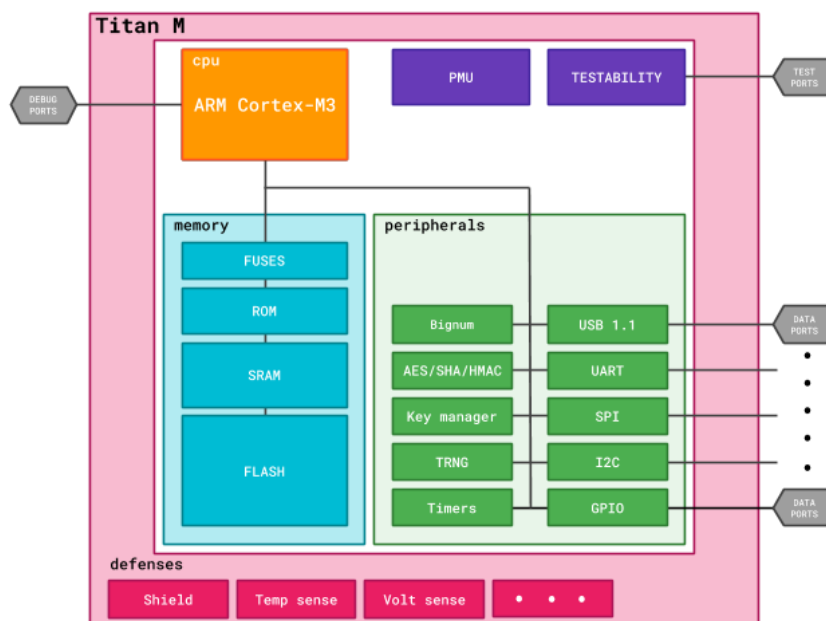 Titan M
cpu
ARM Cortex-M3
PMU
TESTABILITY
TEST
PORTS
DEBUG
PORTS
memory
FUSES
ROM
SRAM
FLASH
peripherals
Bignum
USB 1.1
AES/SHA/HMAC
UART
Key manager
SPI
TRNG
I2C
Timers
GPIO
DATA
PORTS
DATA
PORTS
defenses
Shield
Temp sense
Volt sense